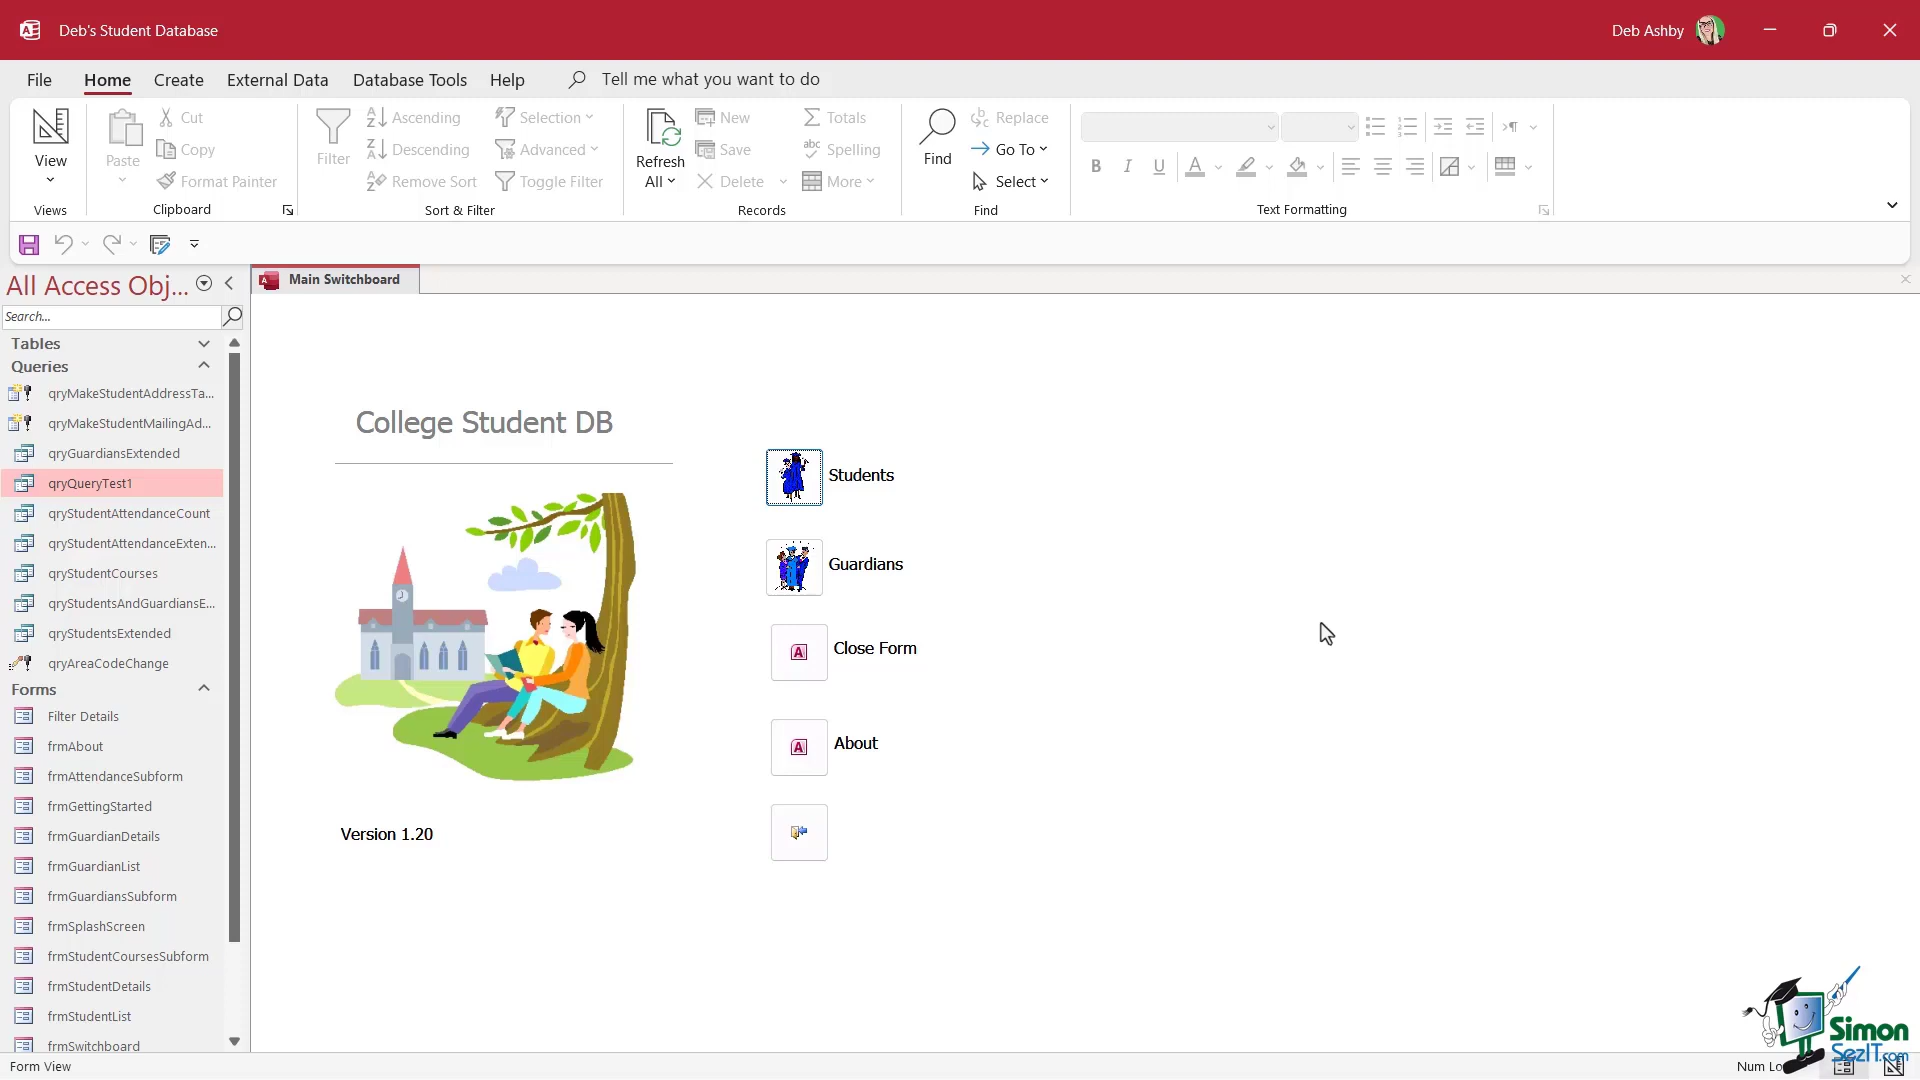 Deb's Student Database
Deb Ashby
File Home Create External Data Database Tools Help Tell me what you want to do
View
Views
Paste
Cut
Copy
Format Painter
Clipboard
Filter
Ascending
Descending
Remove Sort
Selection
Advanced
Toggle Filter
Sort & Filter
Refresh
All
New
Save
Delete
Totals
Spelling
More
Records
Find
Replace
Go To
Select
Find
B I U A
Text Formatting
All Access Obj...
Search...
Main Switchboard
Tables
Queries
qryMakeStudentAddressTa...
qryMakeStudentMailingAd...
qryGuardiansExtended
qryQueryTest1
qryStudentAttendanceCount
qryStudentAttendanceExten...
qryStudentCourses
qryStudentsAndGuardiansE...
qryStudentsExtended
qryAreaCodeChange
Forms
Filter Details
frmAbout
frmAttendanceSubform
frmGettingStarted
frmGuardianDetails
frmGuardianList
frmGuardiansSubform
frmSplashScreen
frmStudentCoursesSubform
frmStudentDetails
frmStudentList
frmSwitchboard
College Student DB
Students
Guardians
Close Form
About
Version 1.20
Form View
Num Lo
Simon
SezIT.com